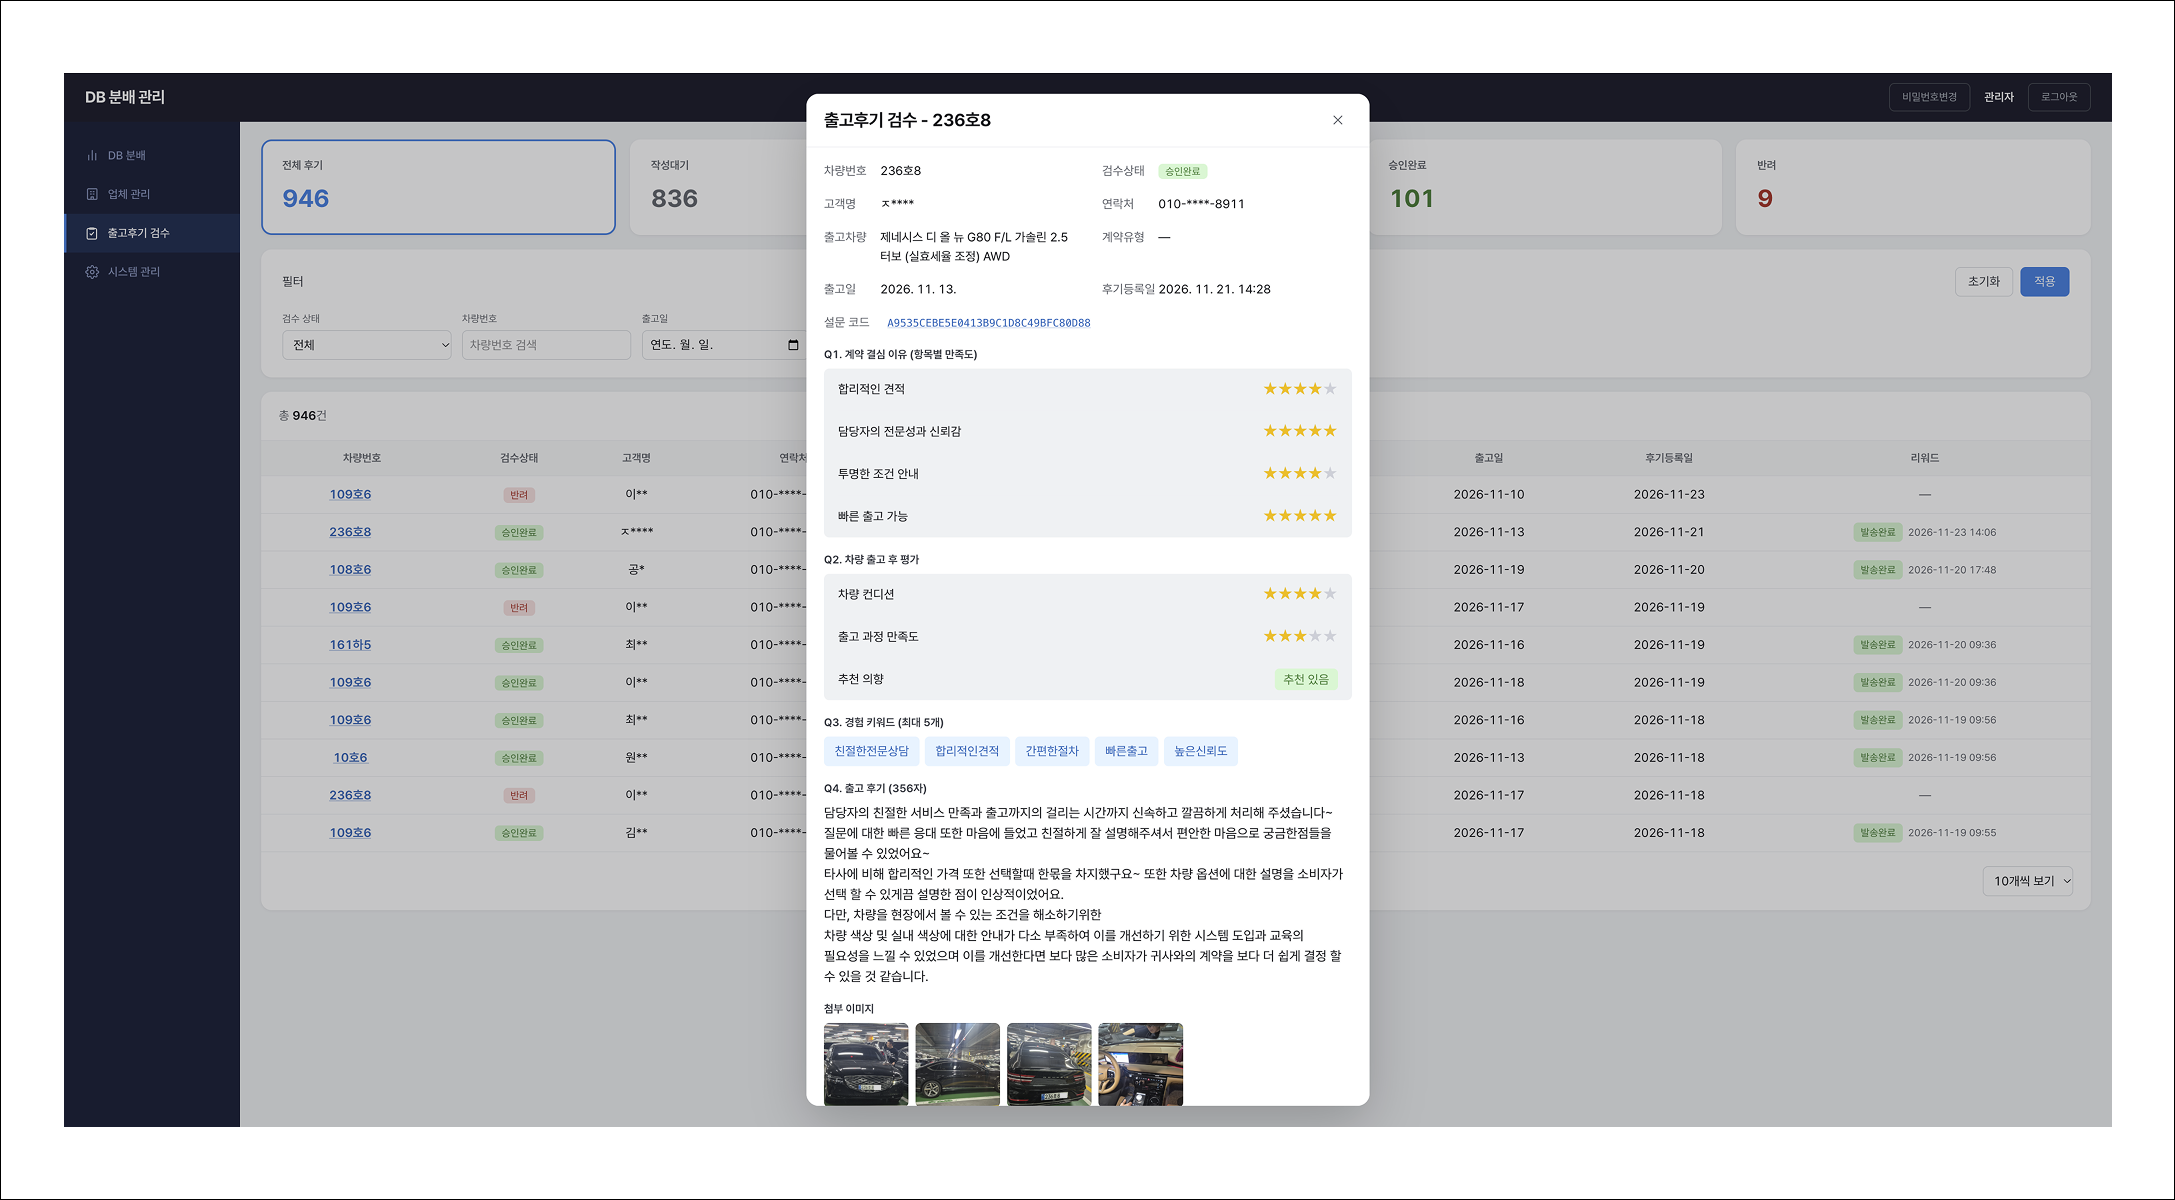 DB 분배 관리
비밀번호변경
관리자
로그아웃
DB 분배
업체 관리
출고후기 검수
시스템 관리
전체 후기
946
작성대기
836
승인완료
101
반려
9
필터
초기화
적용
검수 상태
전체
차량번호
차량번호 검색
출고일
연도. 월. 일.
총 946건
차량번호 검수상태 고객명 연락처 출고일 후기등록일 리워드
109호6 반려 이** 010-****- 2026-11-10 2026-11-23 —
236호8 승인완료 ㅈ**** 010-****- 2026-11-13 2026-11-21 발송완료 2026-11-23 14:06
108호6 승인완료 공* 010-****- 2026-11-19 2026-11-20 발송완료 2026-11-20 17:48
109호6 반려 이** 010-****- 2026-11-17 2026-11-19 —
161하5 승인완료 최** 010-****- 2026-11-16 2026-11-19 발송완료 2026-11-20 09:36
109호6 승인완료 이** 010-****- 2026-11-18 2026-11-19 발송완료 2026-11-20 09:36
109호6 승인완료 최** 010-****- 2026-11-16 2026-11-18 발송완료 2026-11-19 09:56
10호6 승인완료 원** 010-****- 2026-11-13 2026-11-18 발송완료 2026-11-19 09:56
236호8 반려 이** 010-****- 2026-11-17 2026-11-18 —
109호6 승인완료 김** 010-****- 2026-11-17 2026-11-18 발송완료 2026-11-19 09:55
10개씩 보기
출고후기 검수 - 236호8
차량번호 236호8 검수상태 승인완료
고객명 ㅈ**** 연락처 010-****-8911
출고차량 제네시스 디 올 뉴 G80 F/L 가솔린 2.5 계약유형 —
터보 (실효세율 조정) AWD
출고일 2026. 11. 13. 후기등록일 2026. 11. 21. 14:28
설문 코드 A9535CEBE5E0413B9C1D8C49BFC80D88
Q1. 계약 결심 이유 (항목별 만족도)
합리적인 견적 ★★★★★
담당자의 전문성과 신뢰감 ★★★★★
투명한 조건 안내 ★★★★★
빠른 출고 가능 ★★★★★
Q2. 차량 출고 후 평가
차량 컨디션 ★★★★★
출고 과정 만족도 ★★★★★
추천 의향 추천 있음
Q3. 경험 키워드 (최대 5개)
친절한전문상담 합리적인견적 간편한절차 빠른출고 높은신뢰도
Q4. 출고 후기 (356자)
담당자의 친절한 서비스 만족과 출고까지의 걸리는 시간까지 신속하고 깔끔하게 처리해 주셨습니다~
질문에 대한 빠른 응대 또한 마음에 들었고 친절하게 잘 설명해주셔서 편안한 마음으로 궁금한점들을
물어볼 수 있었어요~
타사에 비해 합리적인 가격 또한 선택할때 한몫을 차지했구요~ 또한 차량 옵션에 대한 설명을 소비자가
선택 할 수 있게끔 설명한 점이 인상적이었어요.
다만, 차량을 현장에서 볼 수 있는 조건을 해소하기위한
차량 색상 및 실내 색상에 대한 안내가 다소 부족하여 이를 개선하기 위한 시스템 도입과 교육의
필요성을 느낄 수 있었으며 이를 개선한다면 보다 많은 소비자가 귀사와의 계약을 보다 더 쉽게 결정 할
수 있을 것 같습니다.
첨부 이미지